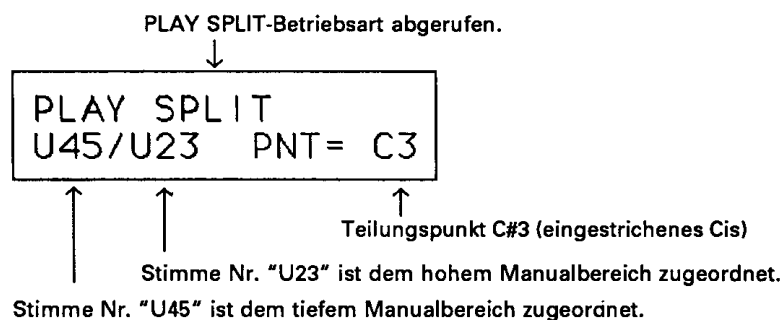 PLAY SPLIT-Betriebsart abgerufen.
PLAY SPLIT
U45/U23 PNT= C3
Teilungspunkt C#3 (eingestrichenes Cis)
Stimme Nr. "U23" ist dem hohem Manualbereich zugeordnet.
Stimme Nr. "U45" ist dem tiefem Manualbereich zugeordnet.